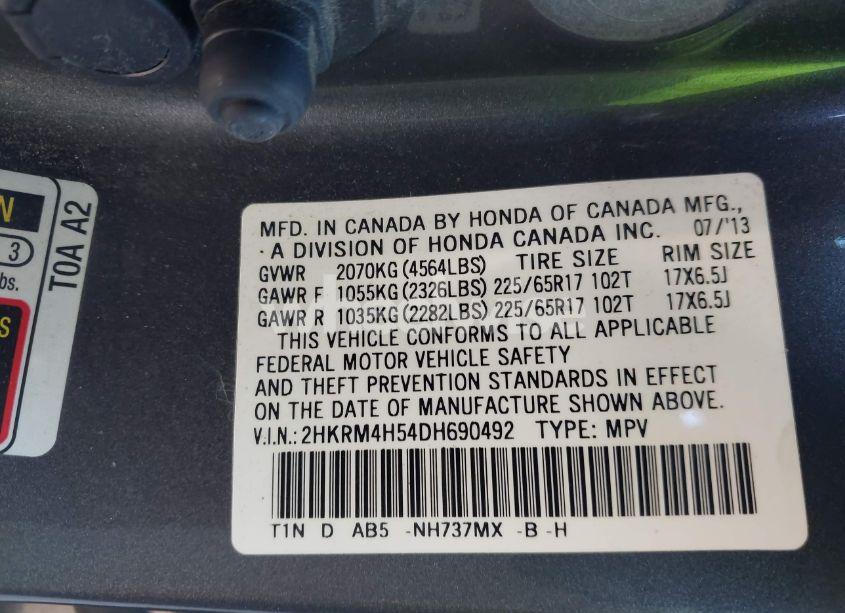 N
3
bs.
S
TOA A2
MFD. IN CANADA BY HONDA OF CANADA MFG.,
A DIVISION OF HONDA CANADA INC. 07/'13
GVWR 2070KG (4564LBS) TIRE SIZE RIM SIZE
GAWR F 1055KG (2326LBS) 225/65R17 102T 17X6.5J
GAWR R 1035KG (2282LBS) 225/65R17 102T 17X6.5J
THIS VEHICLE CONFORMS TO ALL APPLICABLE
FEDERAL MOTOR VEHICLE SAFETY
AND THEFT PREVENTION STANDARDS IN EFFECT
ON THE DATE OF MANUFACTURE SHOWN ABOVE.
V.I.N.: 2HKRM4H54DH690492 TYPE: MPV
T1N D AB5 -NH737MX -B -H